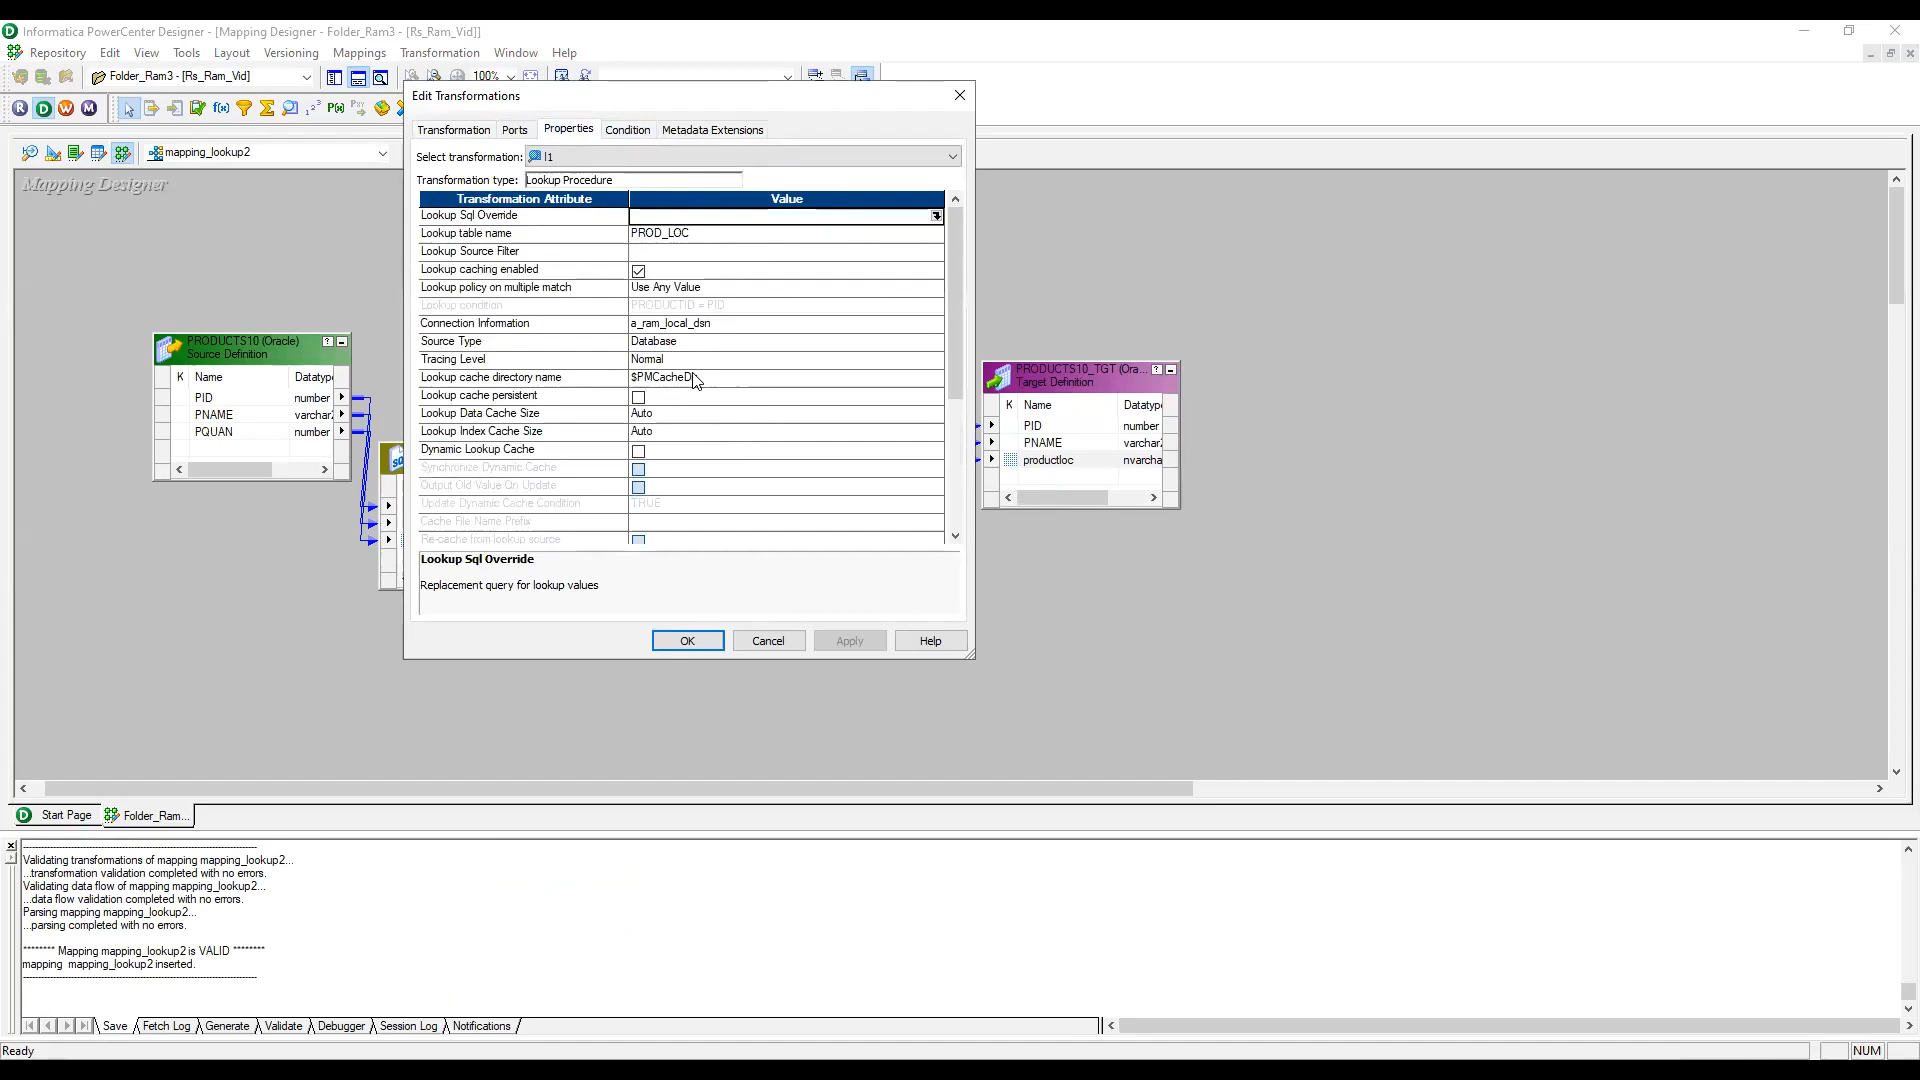 Informatica PowerCenter Designer - [Mapping Designer - Folder_Ram3 - [Rs_Ram_Vid]]
Repository Edit View Tools Layout Versioning Mappings Transformation Window Help
Folder_Ram3 - [Rs_Ram_Vid] 100%
mapping_lookup2
Mapping Designer
Edit Transformations
Transformation Ports Properties Condition Metadata Extensions
Select transformation: l1
Transformation type: Lookup Procedure
Transformation Attribute Value
Lookup Sql Override
Lookup table name PROD_LOC
Lookup Source Filter
Lookup caching enabled
Lookup policy on multiple match Use Any Value
Lookup condition PRODUCTID = PID
Connection Information a_ram_local_dsn
Source Type Database
Tracing Level Normal
Lookup cache directory name $PMCacheD
Lookup cache persistent
Lookup Data Cache Size Auto
Lookup Index Cache Size Auto
Dynamic Lookup Cache
Synchronize Dynamic Cache
Output Old Value On Update
Update Dynamic Cache Condition TRUE
Cache File Name Prefix
Re-cache from lookup source
Lookup Sql Override
Replacement query for lookup values
OK Cancel Apply Help
PRODUCTS10 (Oracle)
Source Definition
K Name Datatyp
PID number
PNAME varchar2
PQUAN number
PRODUCTS10_TGT (Ora...
Target Definition
K Name Datatyp
PID number
PNAME varchar2
productloc nvarcha
Start Page Folder_Ram...
Validating transformations of mapping mapping_lookup2...
...transformation validation completed with no errors.
Validating data flow of mapping mapping_lookup2...
...data flow validation completed with no errors.
Parsing mapping mapping_lookup2...
...parsing completed with no errors.
******** Mapping mapping_lookup2 is VALID ********
mapping mapping_lookup2 inserted.
Save Fetch Log Generate Validate Debugger Session Log Notifications
Ready NUM